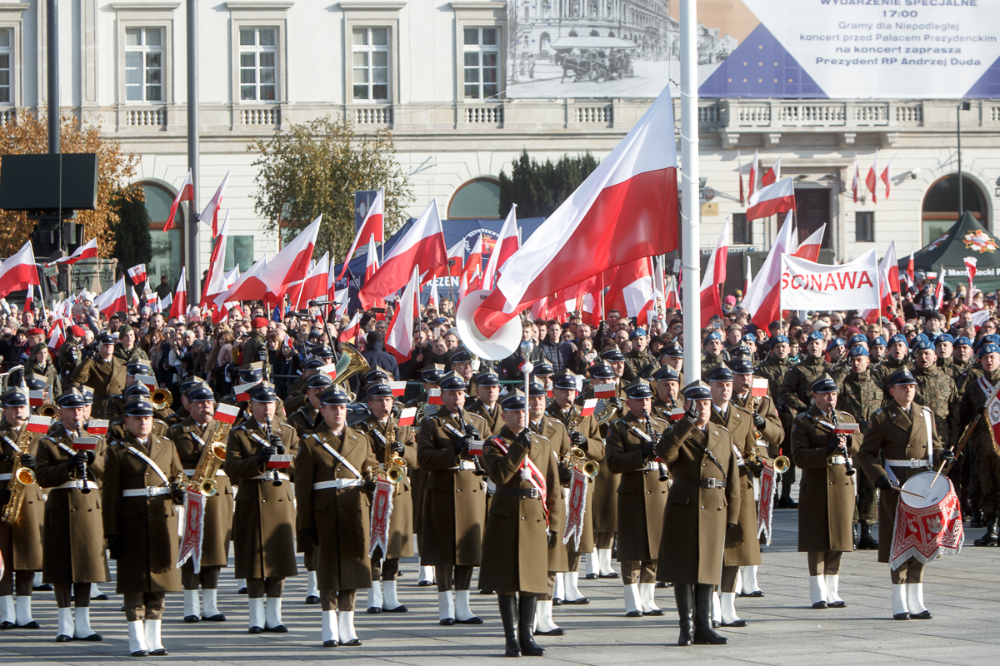 WYDARZENIE SPECJALNE
17:00
Gramy dla Niepodległej
koncert przed Pałacem Prezydenckim
na koncert zaprasza
Prezydent RP Andrzej Duda
ŚCINAWA
Mazowiecki